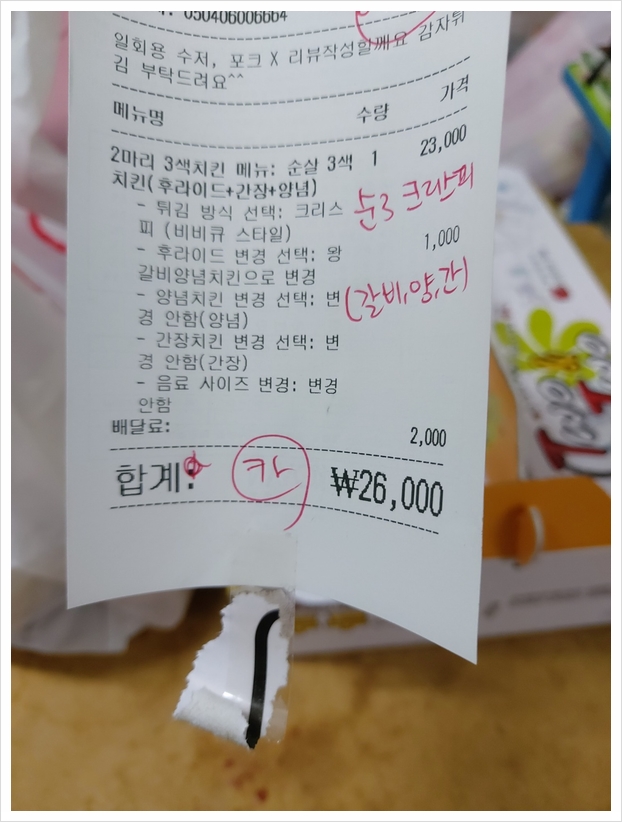 : 050406006664
일회용 수저, 포크 X 리뷰작성할께요 감자튀
김 부탁드려요^^
메뉴명 수량 가격
2마리 3색치킨 메뉴: 순살 3색 1 23,000
치킨(후라이드+간장+양념)
- 튀김 방식 선택: 크리스 순3 크리스피
피 (비비큐 스타일)
- 후라이드 변경 선택: 왕 1,000
갈비양념치킨으로 변경
- 양념치킨 변경 선택: 변 (갈비,양,간)
경 안함(양념)
- 간장치킨 변경 선택: 변
경 안함(간장)
- 음료 사이즈 변경: 변경
안함
배달료: 2,000
합계: 카 ₩26,000